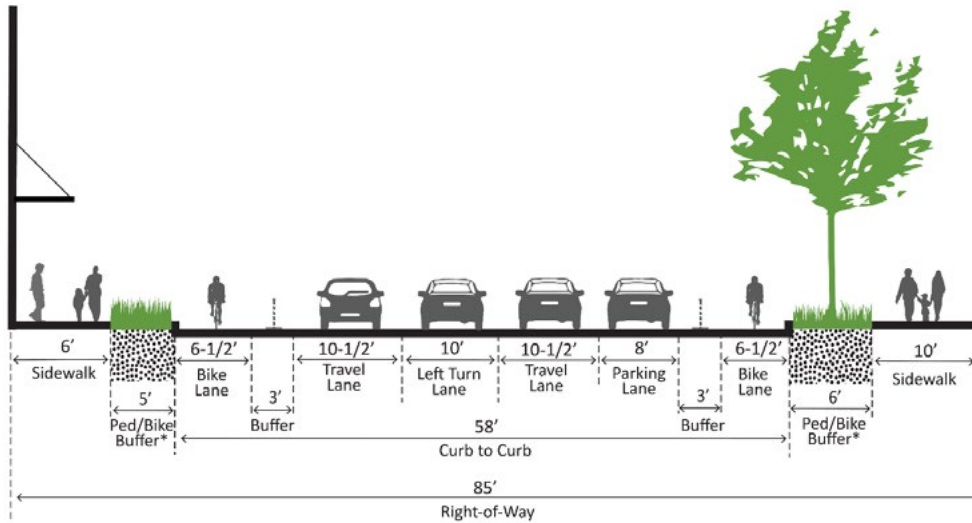 6’
Sidewalk
5’
Ped/Bike
Buffer*
6-1/2’
Bike
Lane
3’
Buffer
10-1/2’
Travel
Lane
10’
Left Turn
Lane
10-1/2’
Travel
Lane
8’
Parking
Lane
3’
Buffer
6-1/2’
Bike
Lane
6’
Ped/Bike
Buffer*
10’
Sidewalk
58’
Curb to Curb
85’
Right-of-Way